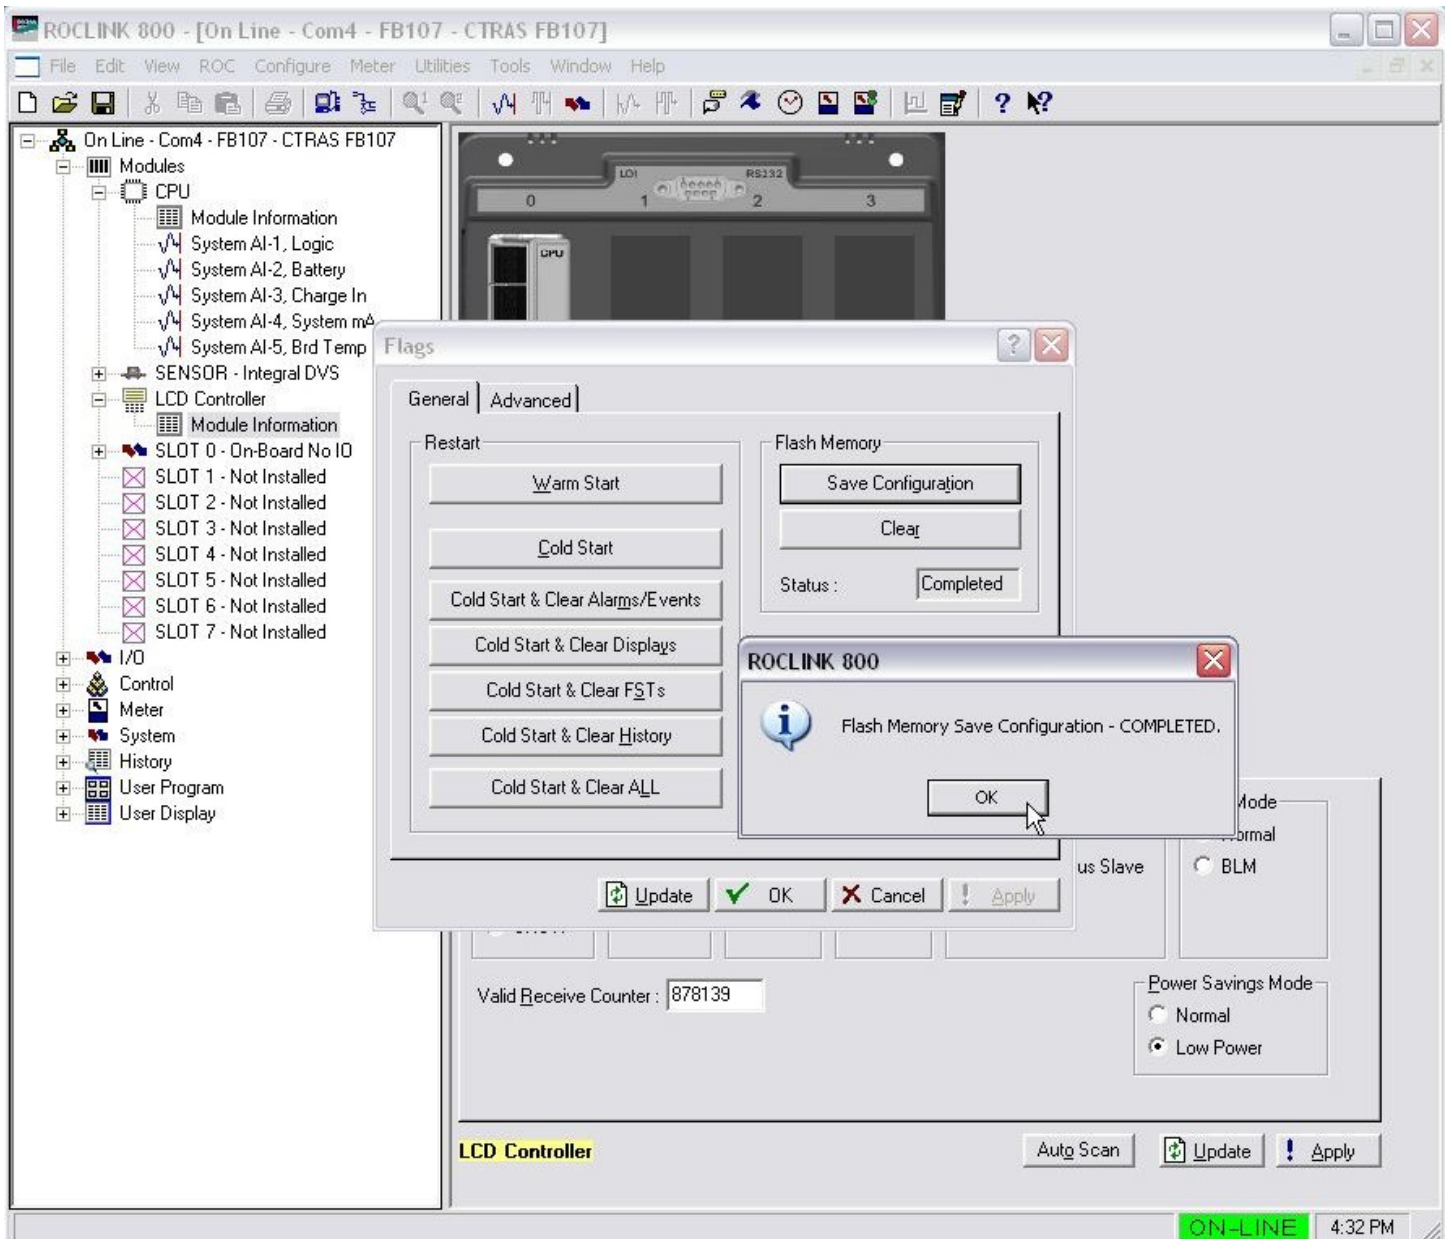 ROCLINK 800 - [On Line - Com4 - FB107 - CTRAS FB107]
File Edit View ROC Configure Meter Utilities Tools Window Help
On Line - Com4 - FB107 - CTRAS FB107
Modules
CPU
Module Information
System AI-1, Logic
System AI-2, Battery
System AI-3, Charge In
System AI-4, System mA
System AI-5, Brd Temp
SENSOR - Integral DVS
LCD Controller
Module Information
SLOT 0 - On-Board No IO
SLOT 1 - Not Installed
SLOT 2 - Not Installed
SLOT 3 - Not Installed
SLOT 4 - Not Installed
SLOT 5 - Not Installed
SLOT 6 - Not Installed
SLOT 7 - Not Installed
I/O
Control
Meter
System
History
User Program
User Display
LOI RS232
0 1 2 3
CPU
Flags
General Advanced
Restart
Warm Start
Cold Start
Cold Start & Clear Alarms/Events
Cold Start & Clear Displays
Cold Start & Clear FSTs
Cold Start & Clear History
Cold Start & Clear ALL
Flash Memory
Save Configuration
Clear
Status : Completed
Update OK Cancel Apply
ROCLINK 800
Flash Memory Save Configuration - COMPLETED.
OK
Mode
us Slave
BLM
Valid Receive Counter : 878139
Power Savings Mode
Normal
Low Power
LCD Controller
Auto Scan Update Apply
ON-LINE 4:32 PM